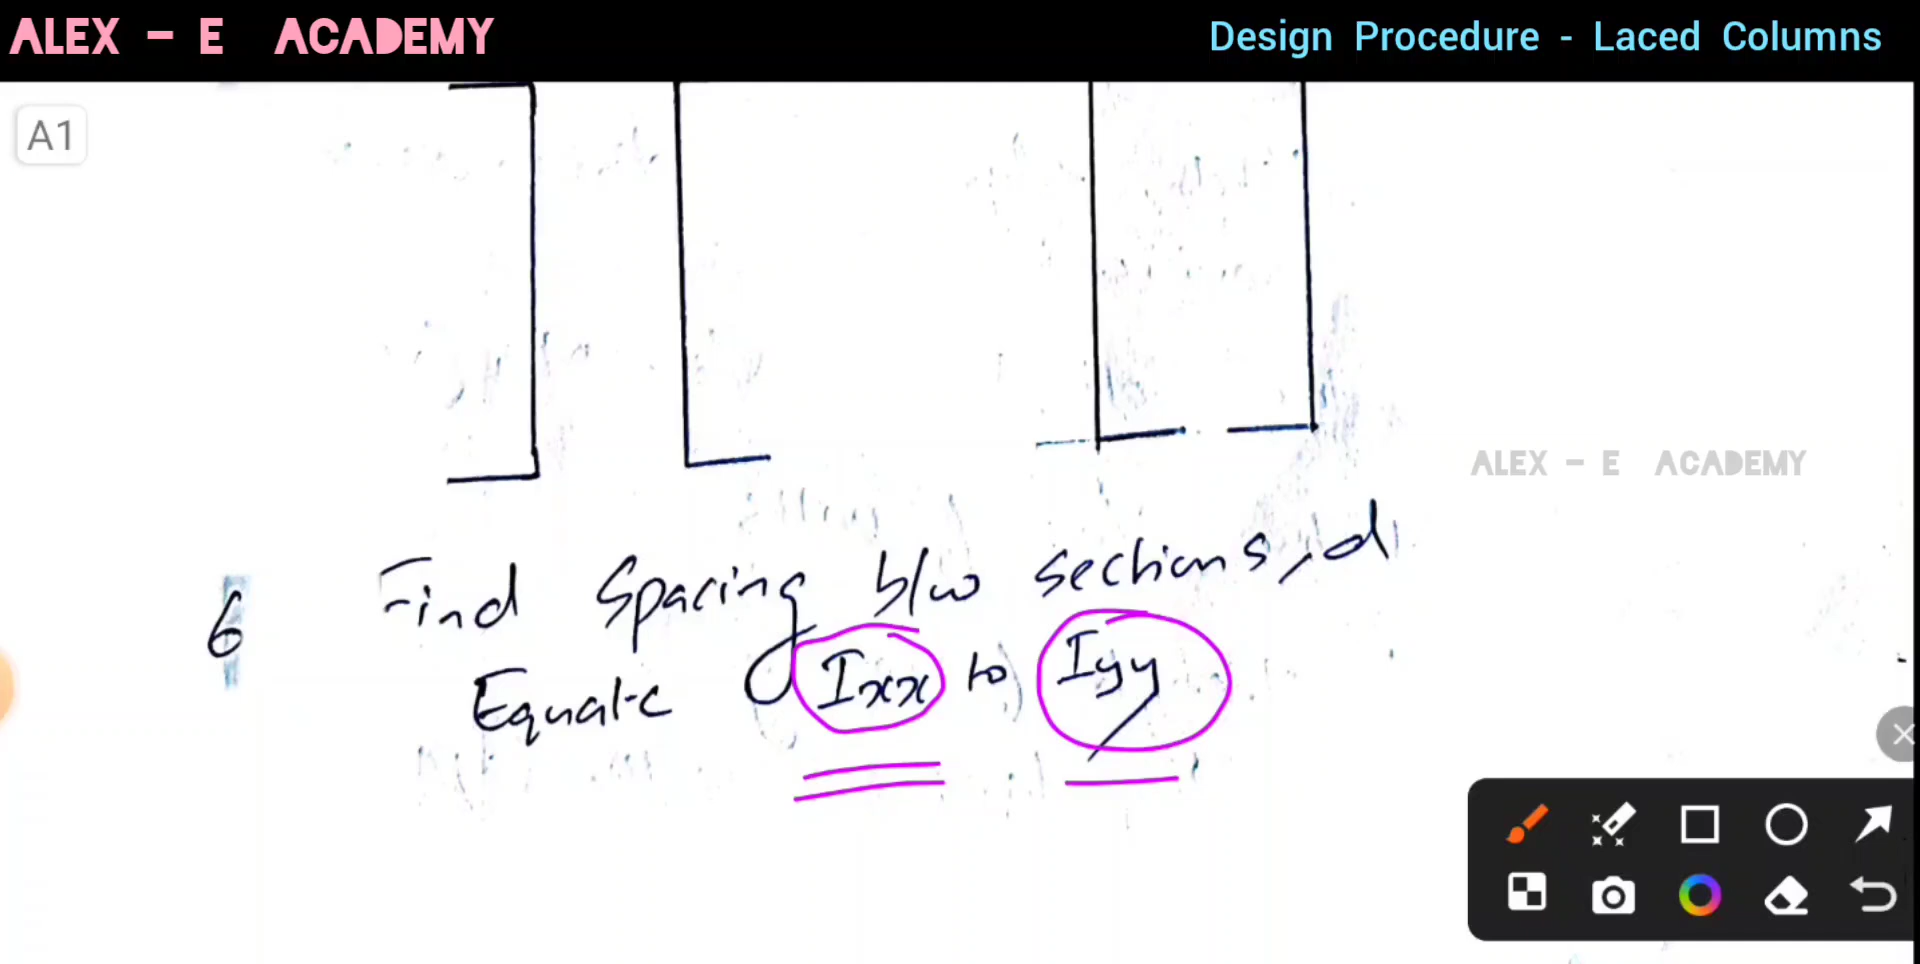 ALEX - E ACADEMY
Design Procedure - Laced Columns
A1
ALEX - E ACADEMY
6 Find Spacing b/w sections, d
Equate Ixx to Iyy